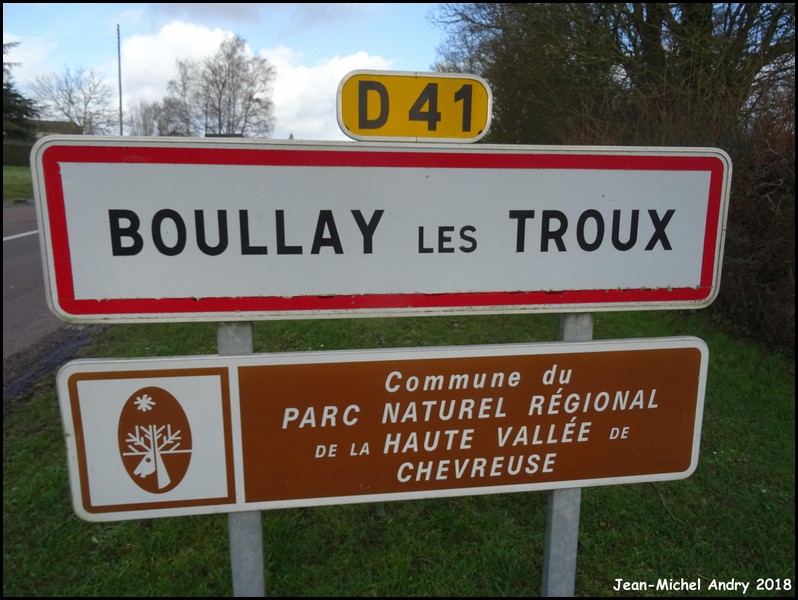 D 41
BOULLAY LES TROUX
Commune du
PARC NATUREL RÉGIONAL
DE LA HAUTE VALLÉE DE
CHEVREUSE
Jean-Michel Andry 2018